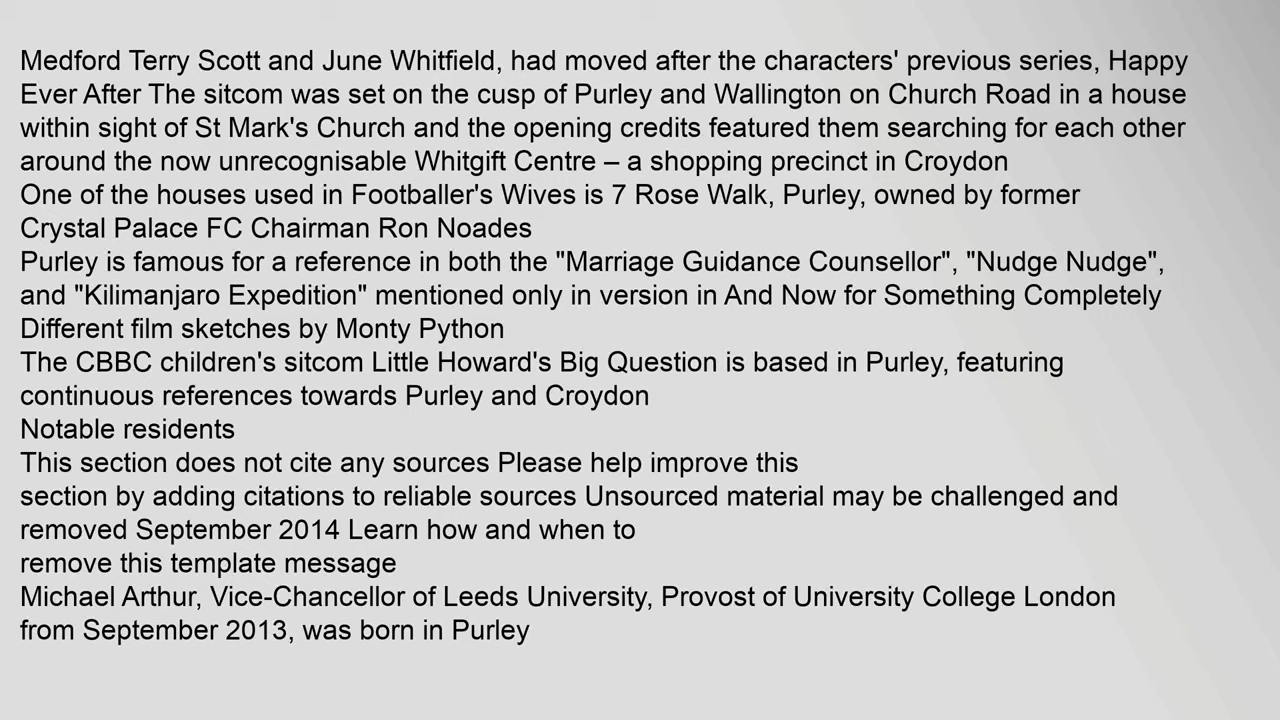 Medford Terry Scott and June Whitfield, had moved after the characters' previous series, Happy
Ever After The sitcom was set on the cusp of Purley and Wallington on Church Road in a house
within sight of St Mark's Church and the opening credits featured them searching for each other
around the now unrecognisable Whitgift Centre – a shopping precinct in Croydon
One of the houses used in Footballer's Wives is 7 Rose Walk, Purley, owned by former
Crystal Palace FC Chairman Ron Noades
Purley is famous for a reference in both the "Marriage Guidance Counsellor", "Nudge Nudge",
and "Kilimanjaro Expedition" mentioned only in version in And Now for Something Completely
Different film sketches by Monty Python
The CBBC children's sitcom Little Howard's Big Question is based in Purley, featuring
continuous references towards Purley and Croydon
Notable residents
This section does not cite any sources Please help improve this
section by adding citations to reliable sources Unsourced material may be challenged and
removed September 2014 Learn how and when to
remove this template message
Michael Arthur, Vice-Chancellor of Leeds University, Provost of University College London
from September 2013, was born in Purley